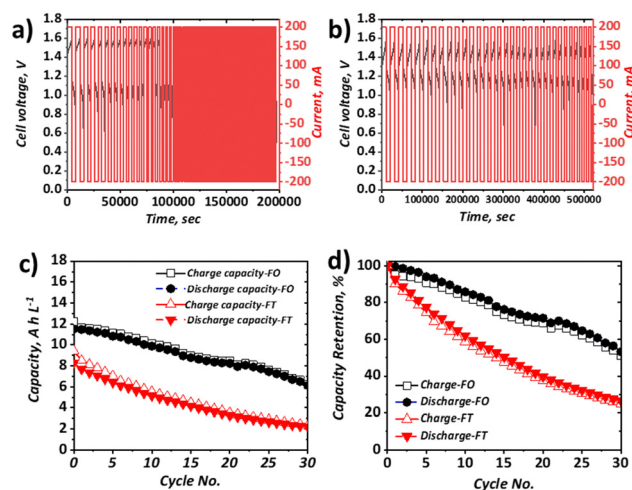 a)
Cell voltage, V
1.8
1.6
1.4
1.2
1.0
0.8
0.6
0.4
0.2
0.0
0 50000 100000 150000 200000
Time, sec
200
150
100
50
0
-50
-100
-150
-200
Current, mA
b)
Cell voltage, V
1.8
1.6
1.4
1.2
1.0
0.8
0.6
0.4
0.2
0.0
0 100000 200000 300000 400000 500000
Time, sec
200
150
100
50
0
-50
-100
-150
-200
Current, mA
c)
Capacity, A h L⁻¹
18
16
14
12
10
8
6
4
2
0
Charge capacity-FO
Discharge capacity-FO
Charge capacity-FT
Discharge capacity-FT
0 5 10 15 20 25 30
Cycle No.
d)
Capacity Retention, %
100
80
60
40
20
0
Charge-FO
Discharge-FO
Charge-FT
Discharge-FT
0 5 10 15 20 25 30
Cycle No.